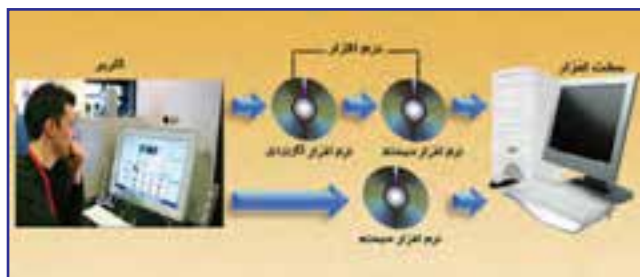 نرم افزار
کاربر
سخت افزار
نرم افزار سیستم
نرم افزار کاربردی
نرم افزار سیستم